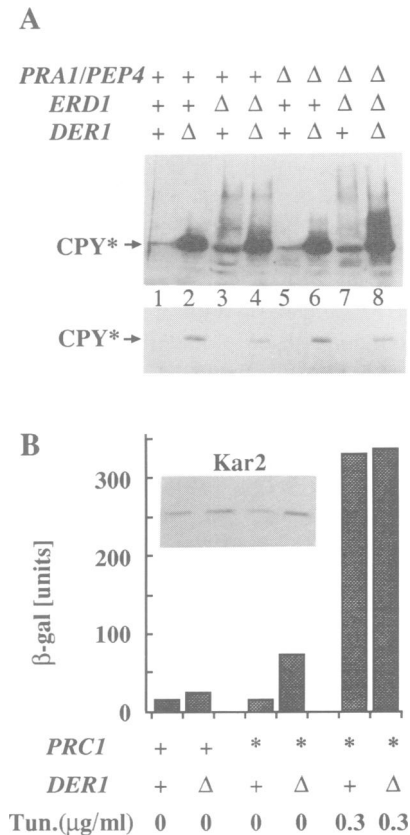 A
PRA1/PEP4 + + + + Δ Δ Δ Δ
ERD1 + + Δ Δ + + Δ Δ
DER1 + Δ + Δ + Δ + Δ
CPY*
1 2 3 4 5 6 7 8
CPY*
B
Kar2
300
200
100
0
β-gal [units]
PRC1 + + * * * *
DER1 + Δ + Δ + Δ
Tun.(μg/ml) 0 0 0 0 0.3 0.3